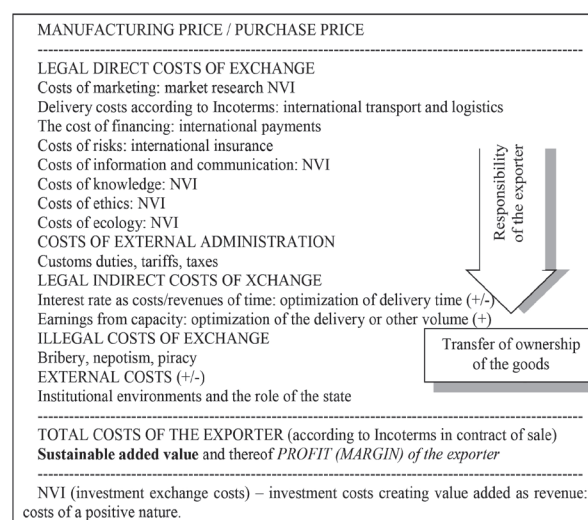 MANUFACTURING PRICE / PURCHASE PRICE
LEGAL DIRECT COSTS OF EXCHANGE
Costs of marketing: market research NVI
Delivery costs according to Incoterms: international transport and logistics
The cost of financing: international payments
Costs of risks: international insurance
Costs of information and communication: NVI
Costs of knowledge: NVI
Costs of ethics: NVI
Costs of ecology: NVI
COSTS OF EXTERNAL ADMINISTRATION
Customs duties, tariffs, taxes
LEGAL INDIRECT COSTS OF XCHANGE
Interest rate as costs/revenues of time: optimization of delivery time (+/-)
Earnings from capacity: optimization of the delivery or other volume (+)
ILLEGAL COSTS OF EXCHANGE
Bribery, nepotism, piracy
EXTERNAL COSTS (+/-)
Institutional environments and the role of the state
Responsibility
of the exporter
Transfer of ownership
of the goods
TOTAL COSTS OF THE EXPORTER (according to Incoterms in contract of sale)
Sustainable added value and thereof PROFIT (MARGIN) of the exporter
NVI (investment exchange costs) – investment costs creating value added as revenue:
costs of a positive nature.